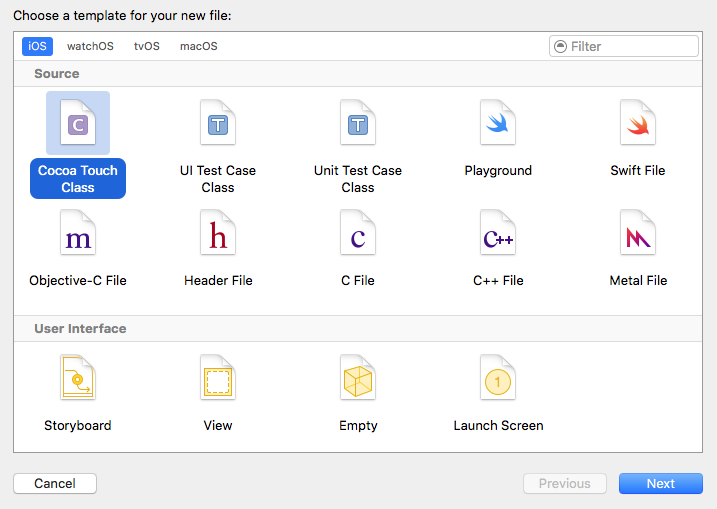 Choose a template for your new file:
iOS watchOS tvOS macOS Filter
Source
C T T
Cocoa Touch Class UI Test Case Class Unit Test Case Class Playground Swift File
m h c C++
Objective-C File Header File C File C++ File Metal File
User Interface
1
Storyboard View Empty Launch Screen
Cancel Previous Next